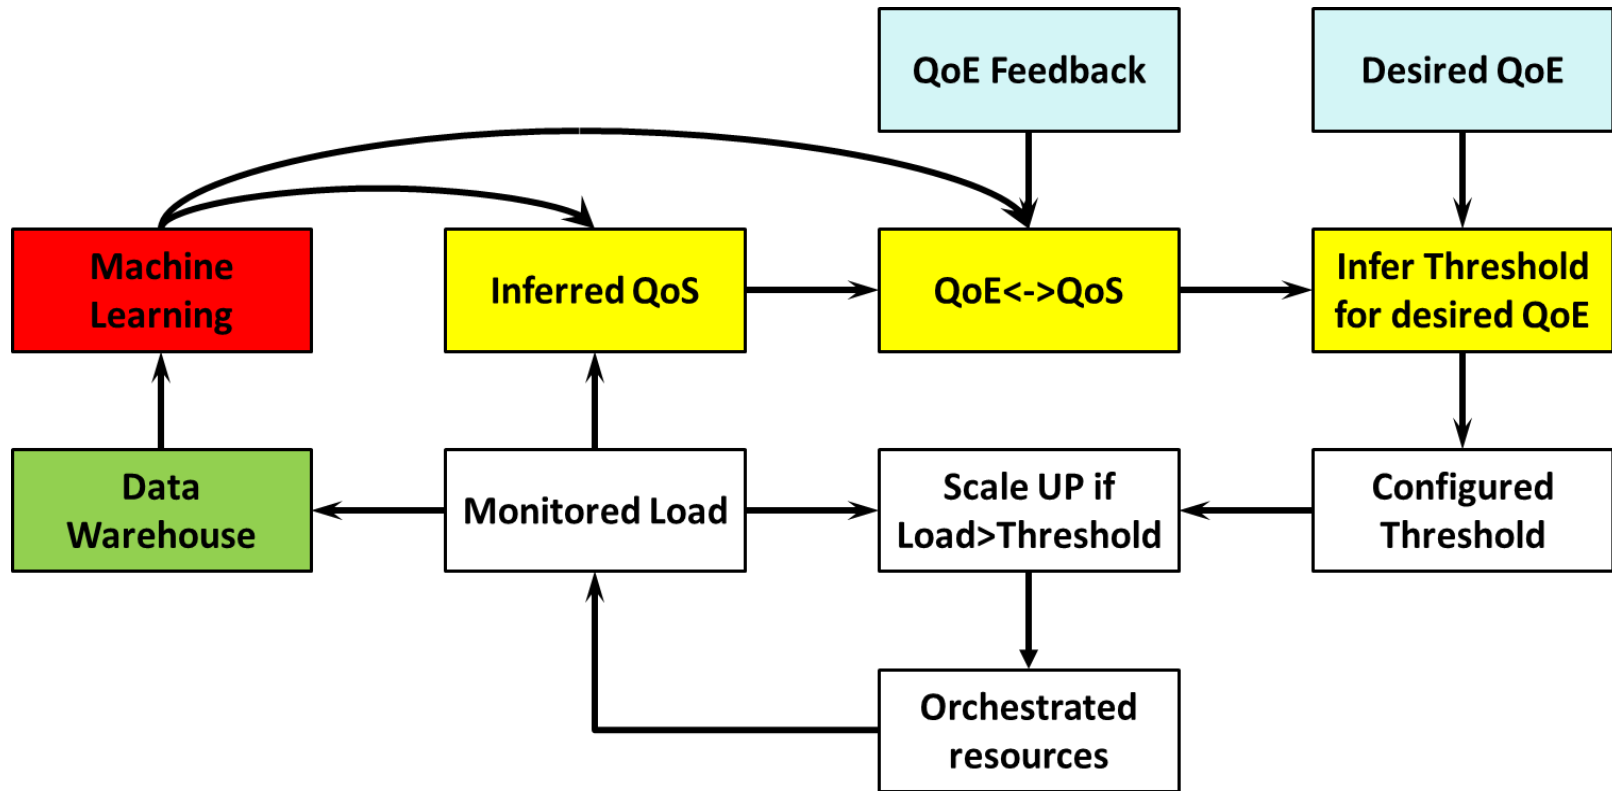 QoE Feedback
Desired QoE
Machine
Learning
Inferred QoS
QoE<->QoS
Infer Threshold
for desired QoE
Data
Warehouse
Monitored Load
Scale UP if
Load>Threshold
Configured
Threshold
Orchestrated
resources